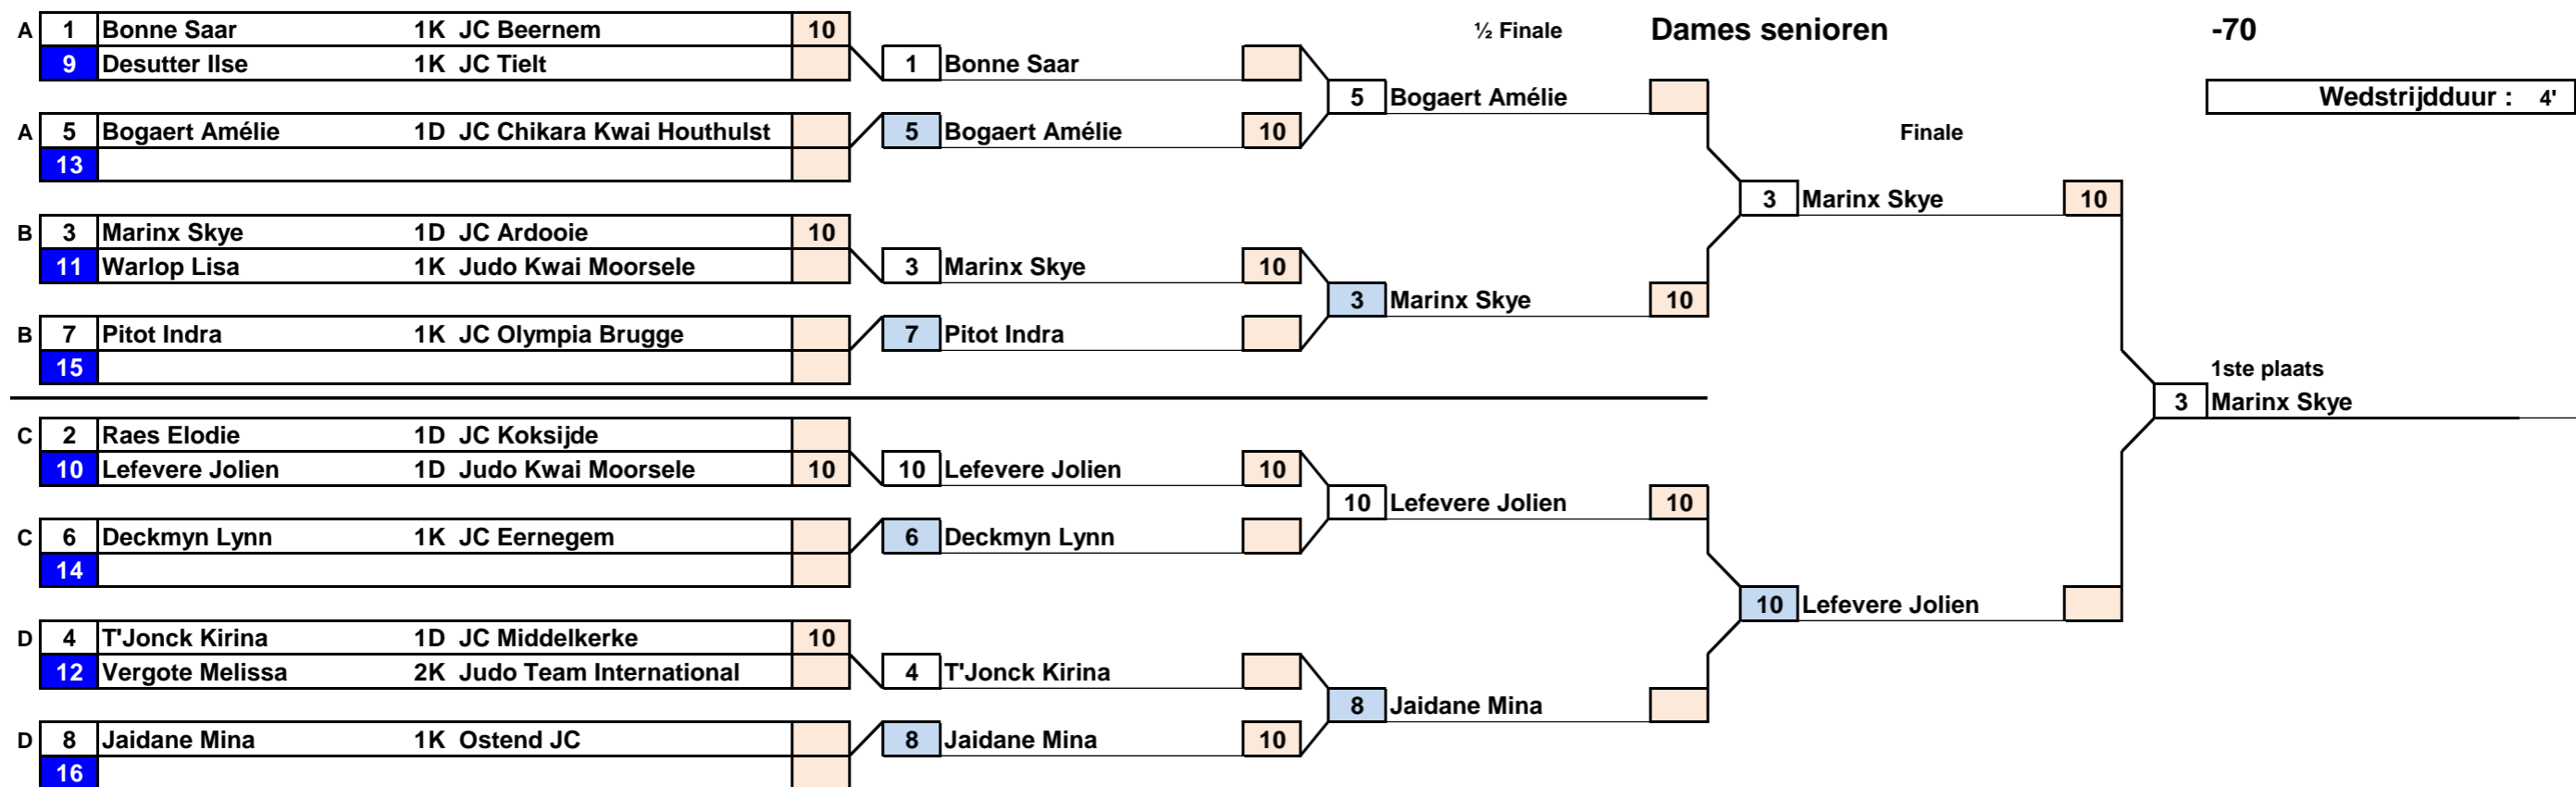 A 1 Bonne Saar 1K JC Beernem 10 ½ Finale Dames senioren -70
9 Desutter Ilse 1K JC Tielt 1 Bonne Saar
5 Bogaert Amélie Wedstrijdduur : 4'
A 5 Bogaert Amélie 1D JC Chikara Kwai Houthulst 5 Bogaert Amélie 10 Finale
13
3 Marinx Skye 10
B 3 Marinx Skye 1D JC Ardooie 10
11 Warlop Lisa 1K Judo Kwai Moorsele 3 Marinx Skye 10
3 Marinx Skye 10
B 7 Pitot Indra 1K JC Olympia Brugge 7 Pitot Indra
15 1ste plaats
3 Marinx Skye
C 2 Raes Elodie 1D JC Koksijde
10 Lefevere Jolien 1D Judo Kwai Moorsele 10 10 Lefevere Jolien 10
10 Lefevere Jolien 10
C 6 Deckmyn Lynn 1K JC Eernegem 6 Deckmyn Lynn
14
10 Lefevere Jolien
D 4 T'Jonck Kirina 1D JC Middelkerke 10
12 Vergote Melissa 2K Judo Team International 4 T'Jonck Kirina
8 Jaidane Mina
D 8 Jaidane Mina 1K Ostend JC 8 Jaidane Mina 10
16